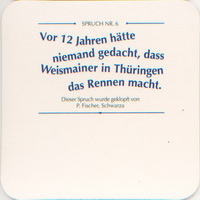 SPRUCH NR. 6
Vor 12 Jahren hätte
niemand gedacht, dass
Weismainer in Thüringen
das Rennen macht.
Dieser Spruch wurde geklopft von
P. Fischer, Schwarza